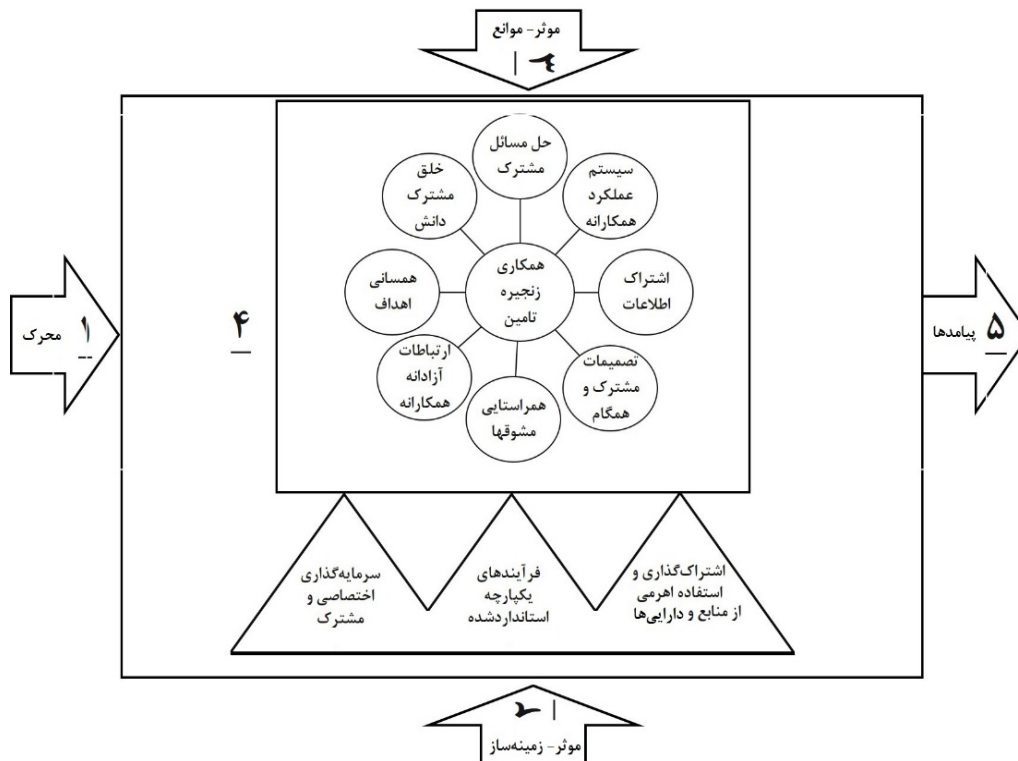 موثر- موانع
۳
حل مسائل
مشترک
سیستم
عملکرد
همکارانه
خلق
مشترک
دانش
همکاری
زنجیره
تامین
اشتراک
اطلاعات
همسانی
اهداف
تصمیمات
مشترک و
همگام
ارتباطات
آزادانه
همکارانه
همراستایی
مشوقها
محرک
۱
۴
۵
پیامدها
اشتراک‌گذاری و
استفاده اهرمی
از منابع و دارایی‌ها
فرآیندهای
یکپارچه
استانداردشده
سرمایه‌گذاری
اختصاصی و
مشترک
۲
موثر- زمینه‌ساز